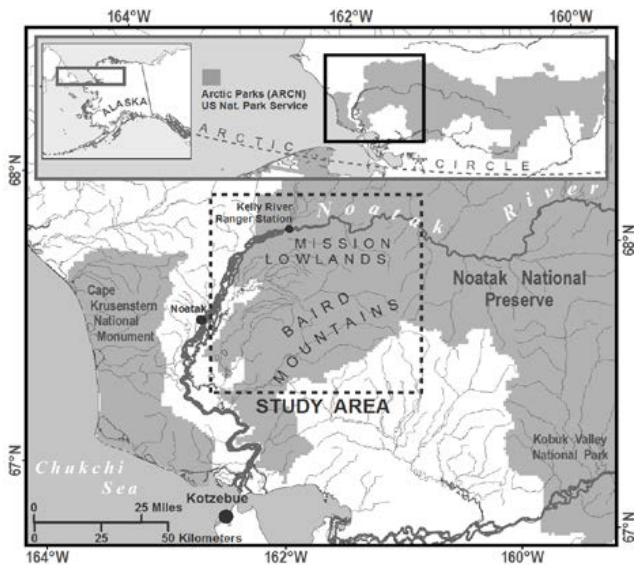 164°W
162°W
160°W
Arctic Parks (ARCN)
US Nat. Park Service
ALASKA
ARCTIC
CIRCLE
68°N
68°N
Kelly River
Ranger Station
Noatak River
MISSION
LOWLANDS
Noatak National
Preserve
Cape
Krusenstern
National
Monument
Noatak
BAIRD
MOUNTAINS
STUDY AREA
67°N
Chukchi
Sea
Kobuk Valley
National Park
Kotzebue
0
25 Miles
0
25
50 Kilometers
67°N
164°W
162°W
160°W